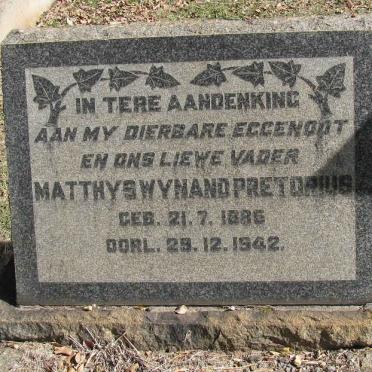 IN TERE AANDENKING
AAN MY DIERBARE EGGENOOT
EN ONS LIEWE VADER
MATTHYS WYNAND PRETORIUS
GEB. 21. 7. 1886
OORL. 29. 12. 1942.